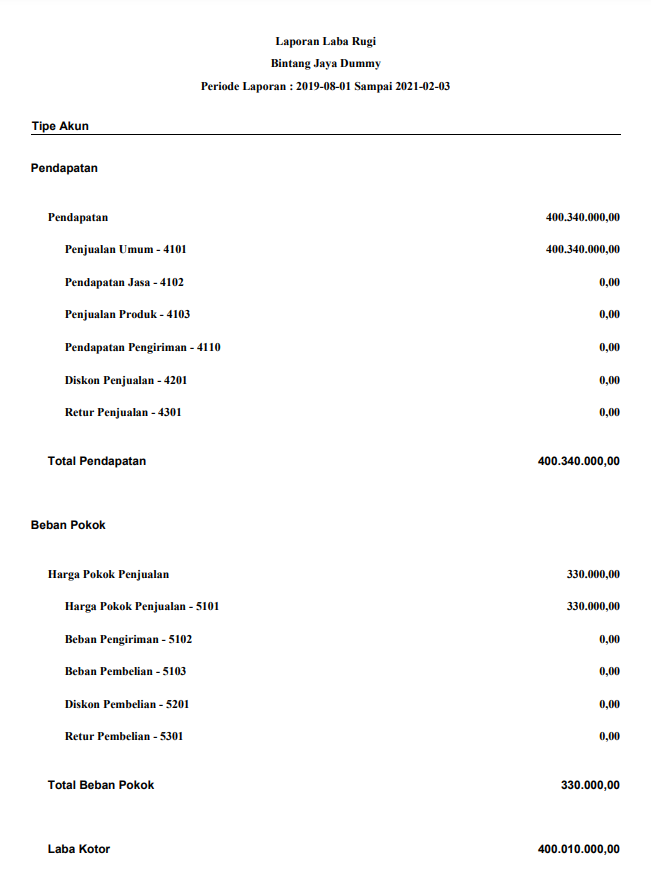 Laporan Laba Rugi
Bintang Jaya Dummy
Periode Laporan : 2019-08-01 Sampai 2021-02-03
Tipe Akun
Pendapatan
Pendapatan 400.340.000,00
Penjualan Umum - 4101 400.340.000,00
Pendapatan Jasa - 4102 0,00
Penjualan Produk - 4103 0,00
Pendapatan Pengiriman - 4110 0,00
Diskon Penjualan - 4201 0,00
Retur Penjualan - 4301 0,00
Total Pendapatan 400.340.000,00
Beban Pokok
Harga Pokok Penjualan 330.000,00
Harga Pokok Penjualan - 5101 330.000,00
Beban Pengiriman - 5102 0,00
Beban Pembelian - 5103 0,00
Diskon Pembelian - 5201 0,00
Retur Pembelian - 5301 0,00
Total Beban Pokok 330.000,00
Laba Kotor 400.010.000,00